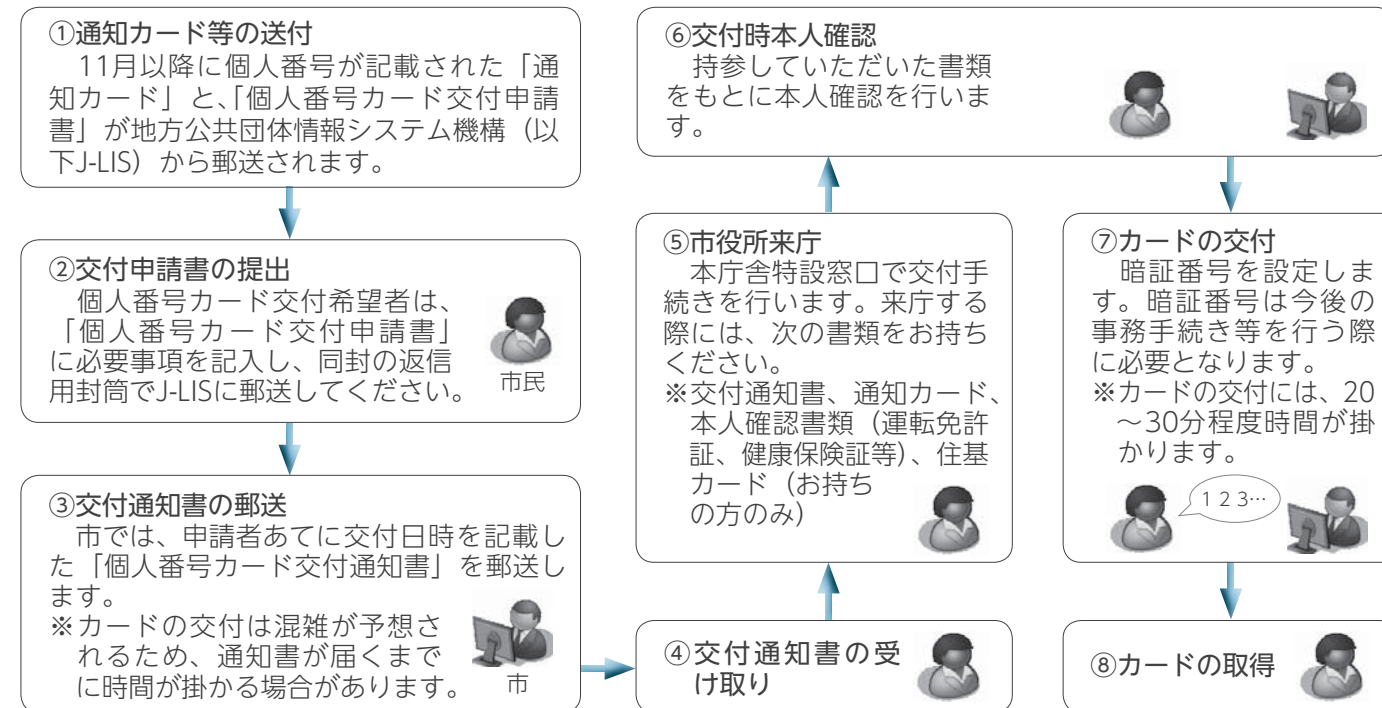 ①通知カード等の送付
　11月以降に個人番号が記載された「通
知カード」と、「個人番号カード交付申請
書」が地方公共団体情報システム機構（以
下J-LIS）から郵送されます。
②交付申請書の提出
　個人番号カード交付希望者は、
「個人番号カード交付申請書」
に必要事項を記入し、同封の返信
用封筒でJ-LISに郵送してください。
市民
③交付通知書の郵送
　市では、申請者あてに交付日時を記載し
た「個人番号カード交付通知書」を郵送し
ます。
※カードの交付は混雑が予想さ
れるため、通知書が届くまで
に時間が掛かる場合があります。
市
④交付通知書の受
け取り
⑤市役所来庁
　本庁舎特設窓口で交付手
続きを行います。来庁する
際には、次の書類をお持ち
ください。
※交付通知書、通知カード、
本人確認書類（運転免許
証、健康保険証等）、住基
カード（お持ち
の方のみ）
⑥交付時本人確認
　持参していただいた書類
をもとに本人確認を行いま
す。
⑦カードの交付
　暗証番号を設定しま
す。暗証番号は今後の
事務手続き等を行う際
に必要となります。
※カードの交付には、20
～30分程度時間が掛
かります。
1 2 3…
⑧カードの取得